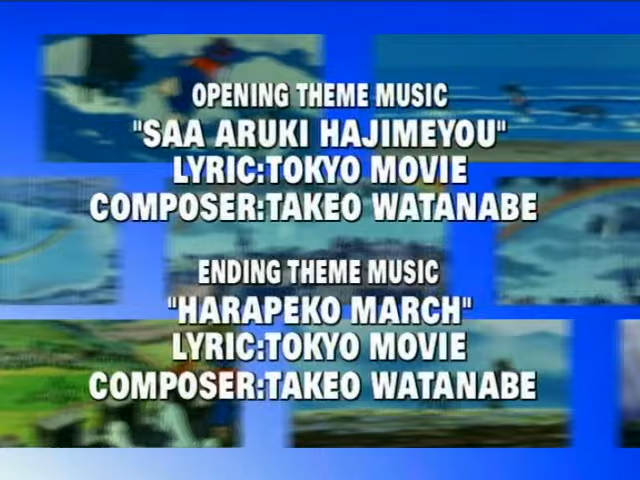 OPENING THEME MUSIC
"SAA ARUKI HAJIMEYOU"
LYRIC:TOKYO MOVIE
COMPOSER:TAKEO WATANABE
ENDING THEME MUSIC
"HARAPEKO MARCH"
LYRIC:TOKYO MOVIE
COMPOSER:TAKEO WATANABE